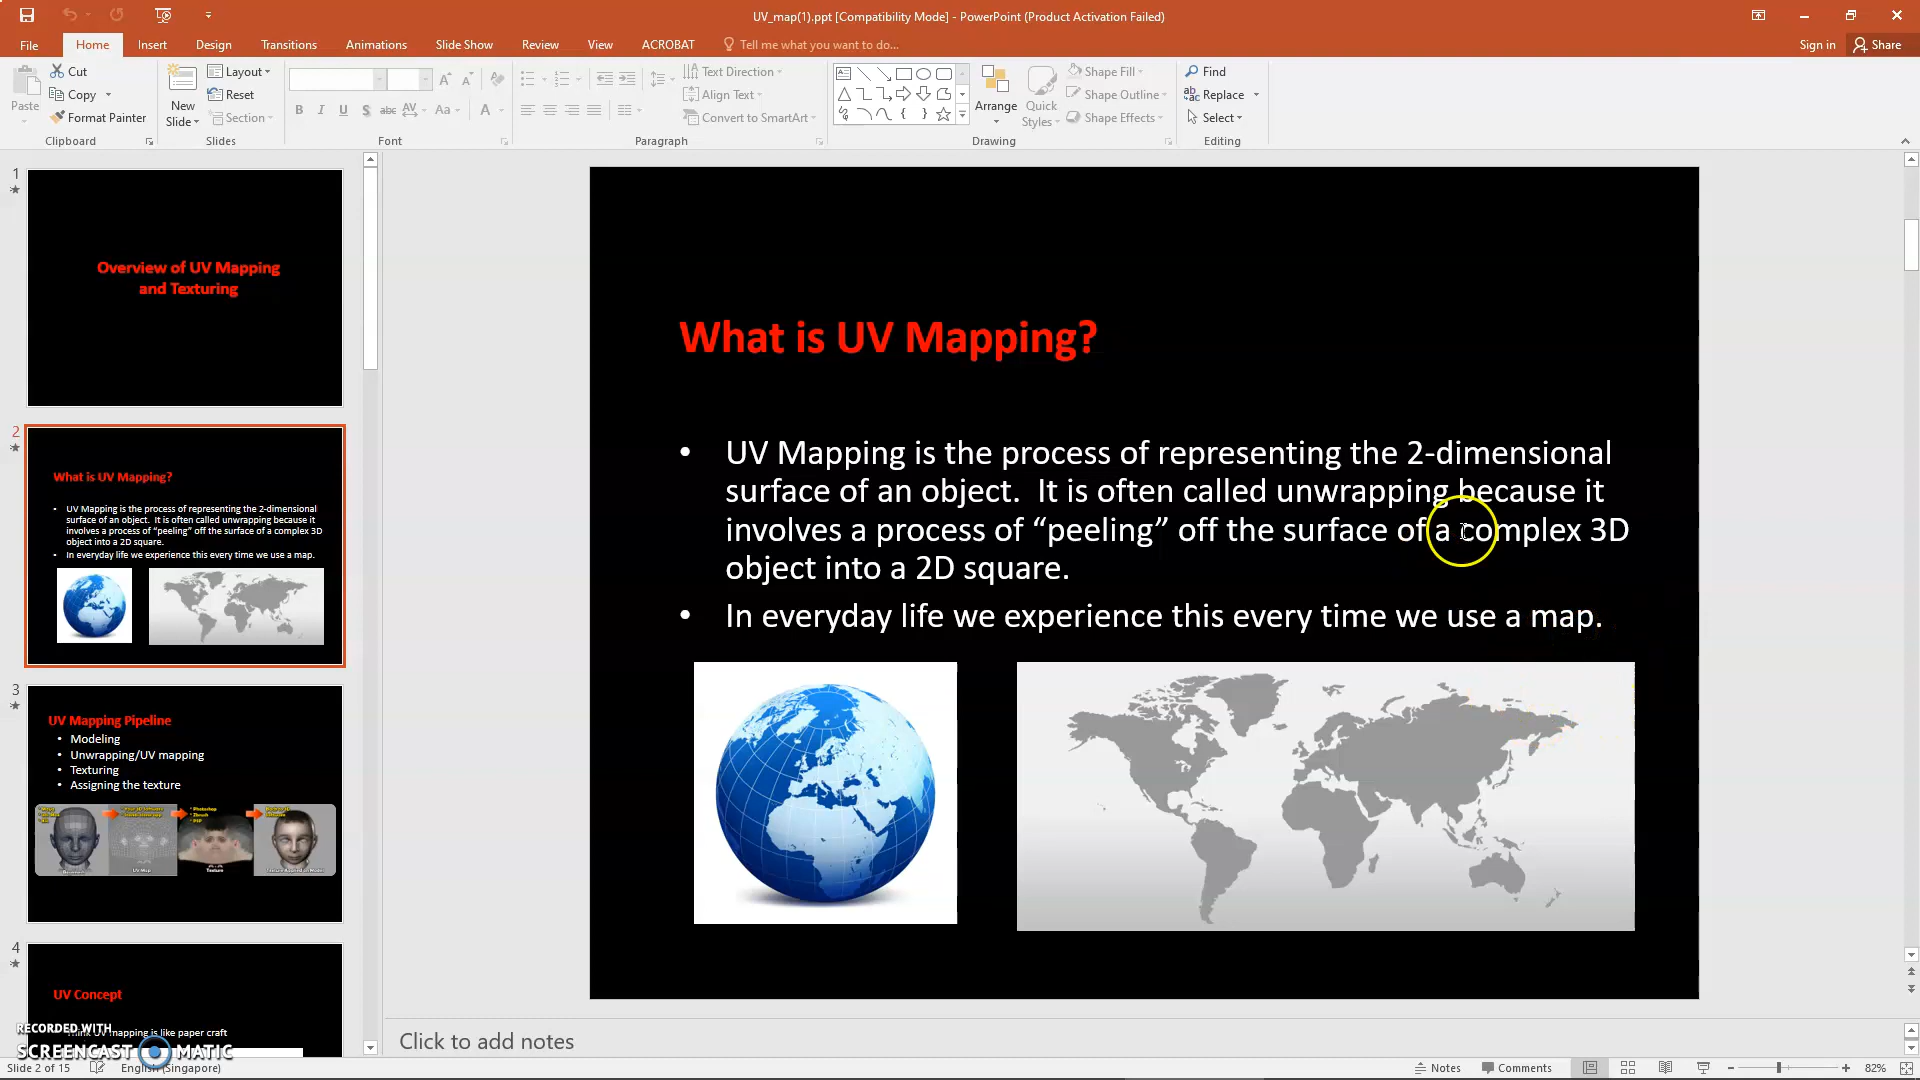 UV_map(1).ppt [Compatibility Mode] - PowerPoint (Product Activation Failed)
File Home Insert Design Transitions Animations Slide Show Review View ACROBAT Tell me what you want to do... Sign in Share
Paste
Cut
Copy
Format Painter
Clipboard
New
Slide
Layout
Reset
Section
Slides
Font
Text Direction
Align Text
Convert to SmartArt
Paragraph
Arrange
Quick
Styles
Shape Fill
Shape Outline
Shape Effects
Drawing
Find
Replace
Select
Editing
1
Overview of UV Mapping
and Texturing
2
What is UV Mapping?
• UV Mapping is the process of representing the 2-dimensional
surface of an object. It is often called unwrapping because it
involves a process of “peeling” off the surface of a complex 3D
object into a 2D square.
• In everyday life we experience this every time we use a map.
3
UV Mapping Pipeline
• Modeling
• Unwrapping/UV mapping
• Texturing
• Assigning the texture
UV Map
Texture
4
UV Concept
UV mapping is like paper craft
What is UV Mapping?
• UV Mapping is the process of representing the 2-dimensional
surface of an object. It is often called unwrapping because it
involves a process of “peeling” off the surface of a complex 3D
object into a 2D square.
• In everyday life we experience this every time we use a map.
Click to add notes
RECORDED WITH
SCREENCAST MATIC
Slide 2 of 15 English (Singapore) Notes Comments 82%